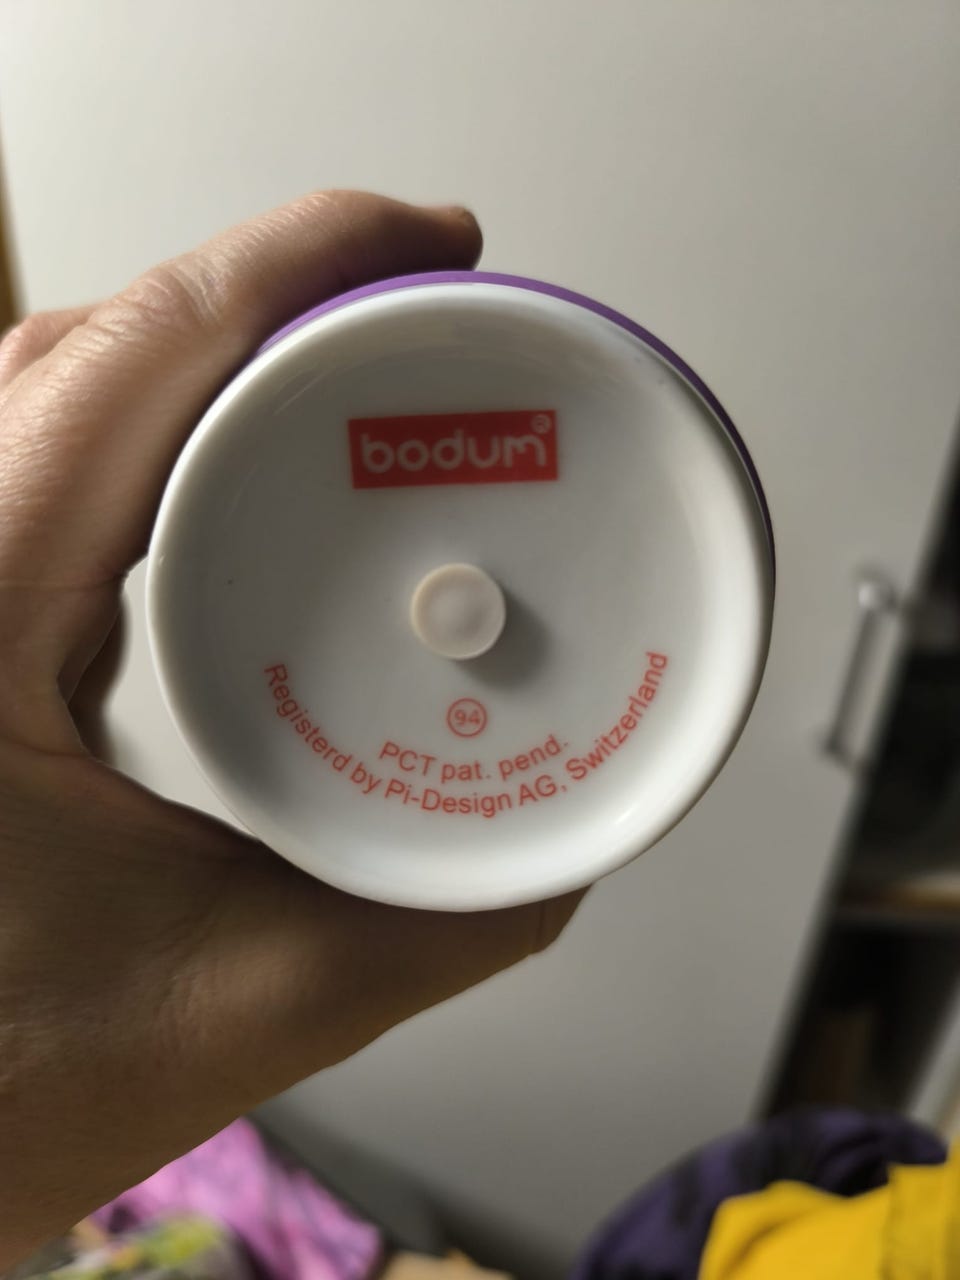 bodum®
94
PCT pat. pend.
Registerd by Pi-Design AG, Switzerland